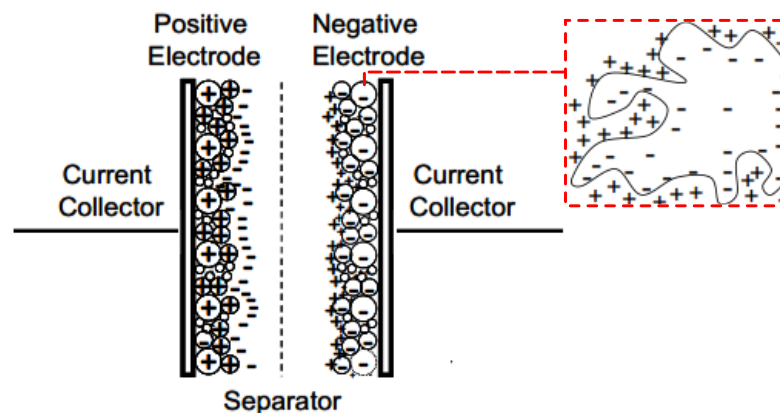 Positive
Electrode
Negative
Electrode
Current
Collector
Current
Collector
Separator